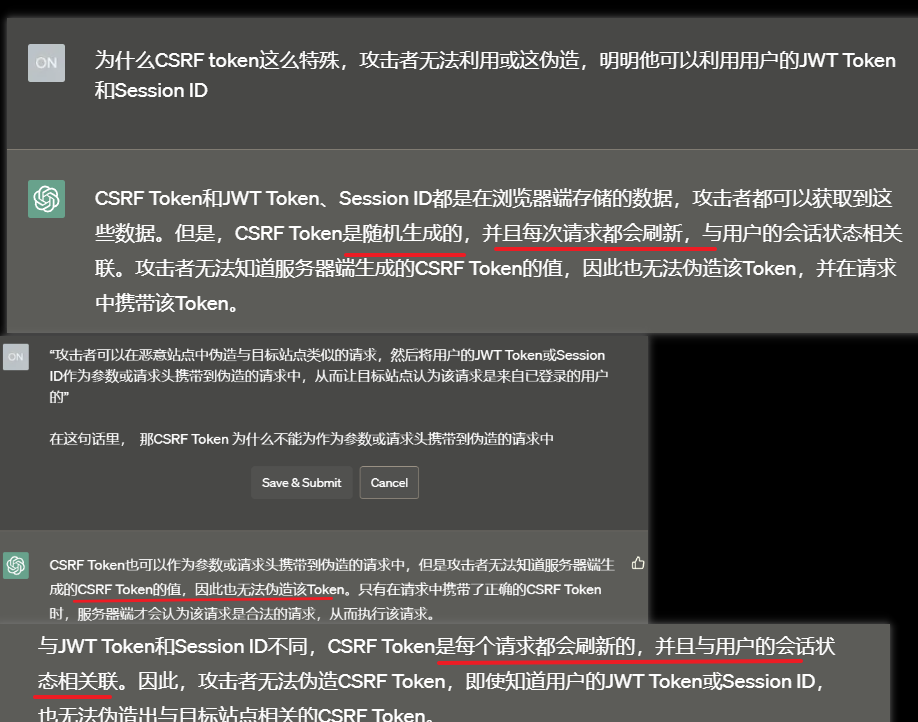 ON
为什么CSRF token这么特殊，攻击者无法利用或这伪造，明明他可以利用用户的JWT Token
和Session ID
CSRF Token和JWT Token、Session ID都是在浏览器端存储的数据，攻击者都可以获取到这
些数据。但是，CSRF Token是随机生成的，并且每次请求都会刷新，与用户的会话状态相关
联。攻击者无法知道服务器端生成的CSRF Token的值，因此也无法伪造该Token，并在请求
中携带该Token。
ON
“攻击者可以在恶意站点中伪造与目标站点类似的请求，然后将用户的JWT Token或Session
ID作为参数或请求头携带到伪造的请求中，从而让目标站点认为该请求是来自已登录的用户
的”
在这句话里， 那CSRF Token 为什么不能为作为参数或请求头携带到伪造的请求中
Save & Submit
Cancel
CSRF Token也可以作为参数或请求头携带到伪造的请求中，但是攻击者无法知道服务器端生
成的CSRF Token的值，因此也无法伪造该Token。只有在请求中携带了正确的CSRF Token
时，服务器端才会认为该请求是合法的请求，从而执行该请求。
与JWT Token和Session ID不同，CSRF Token是每个请求都会刷新的，并且与用户的会话状
态相关联。因此，攻击者无法伪造CSRF Token，即使知道用户的JWT Token或Session ID，
也无法伪造出与目标站点相关的CSRF Token。